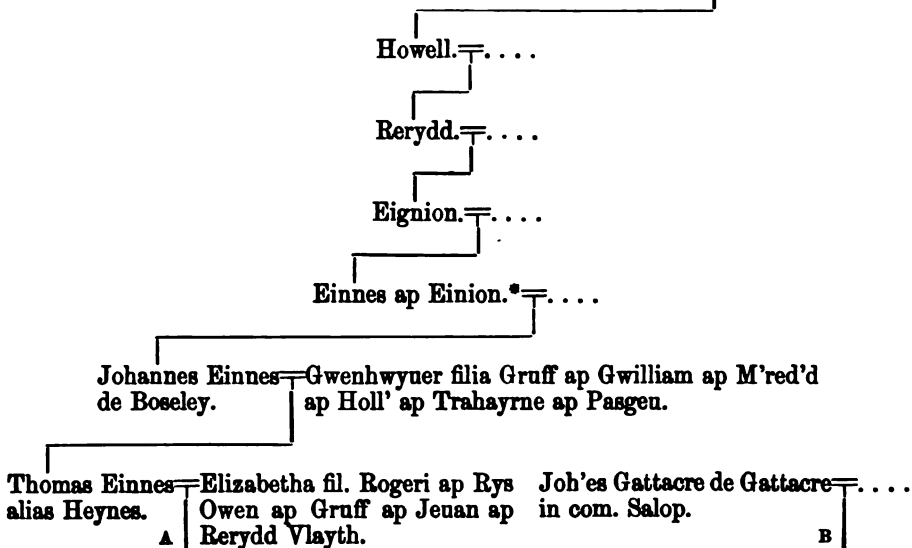 Howell.=....
Rerydd.=....
Eignion.=....
Einnes ap Einion.*=....
Johannes Einnes=Gwenhwyuer filia Gruff ap Gwilliam ap M'red'd
de Boseley. ap Holl' ap Trahayrne ap Pasgeu.
Thomas Einnes=Elizabetha fil. Rogeri ap Rys Joh'es Gattacre de Gattacre=....
alias Heynes. Owen ap Gruff ap Jeuan ap in com. Salop.
A Rerydd Vlayth. B